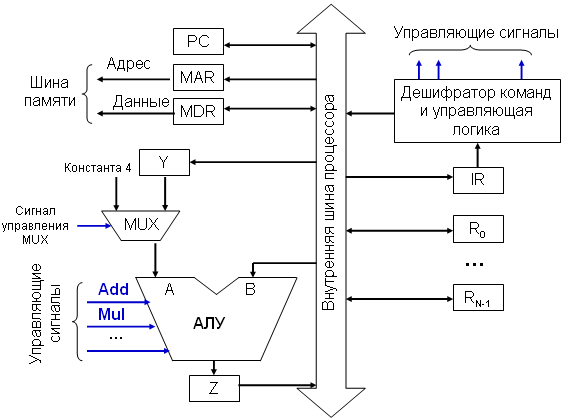 Управляющие сигналы
PC
Адрес
MAR
Шина
памяти
Данные
MDR
Дешифратор команд
и управляющая
логика
Внутренняя шина процессора
Константа 4
Y
IR
Сигнал
управления
MUX
MUX
R0
...
RN-1
Управляющие
сигналы
Add
Mul
...
A
B
АЛУ
Z